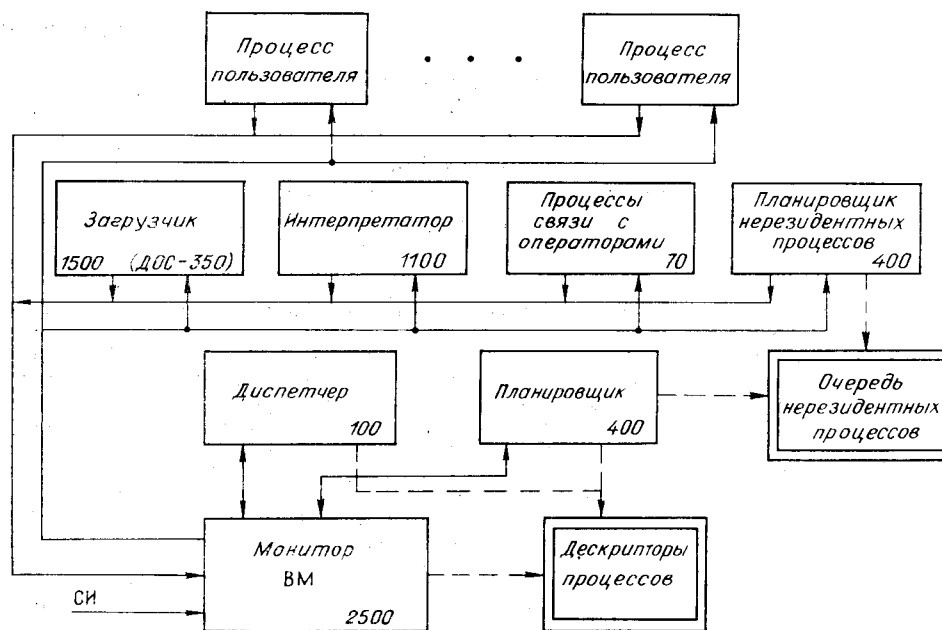 Процесс
пользователя
Процесс
пользователя
Загрузчик
1500 (ДОС-350)
Интерпретатор
1100
Процессы
связи с
операторами
70
Планировщик
нерезидентных
процессов
400
Диспетчер
100
Планировщик
400
Очередь
нерезидентных
процессов
Монитор
ВМ
2500
Дескрипторы
процессов
СИ